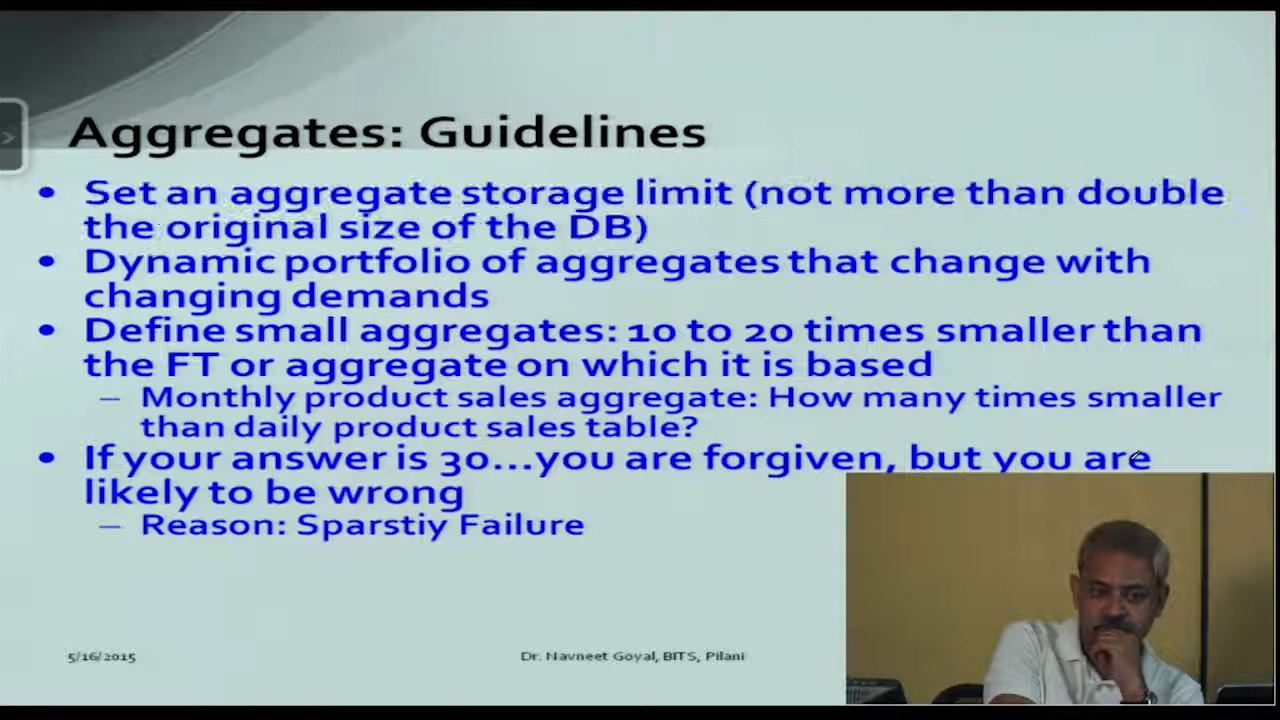 Aggregates: Guidelines
• Set an aggregate storage limit (not more than double
the original size of the DB)
• Dynamic portfolio of aggregates that change with
changing demands
• Define small aggregates: 10 to 20 times smaller than
the FT or aggregate on which it is based
– Monthly product sales aggregate: How many times smaller
than daily product sales table?
• If your answer is 30...you are forgiven, but you are
likely to be wrong
– Reason: Sparstiy Failure
5/16/2015
Dr. Navneet Goyal, BITS, Pilani